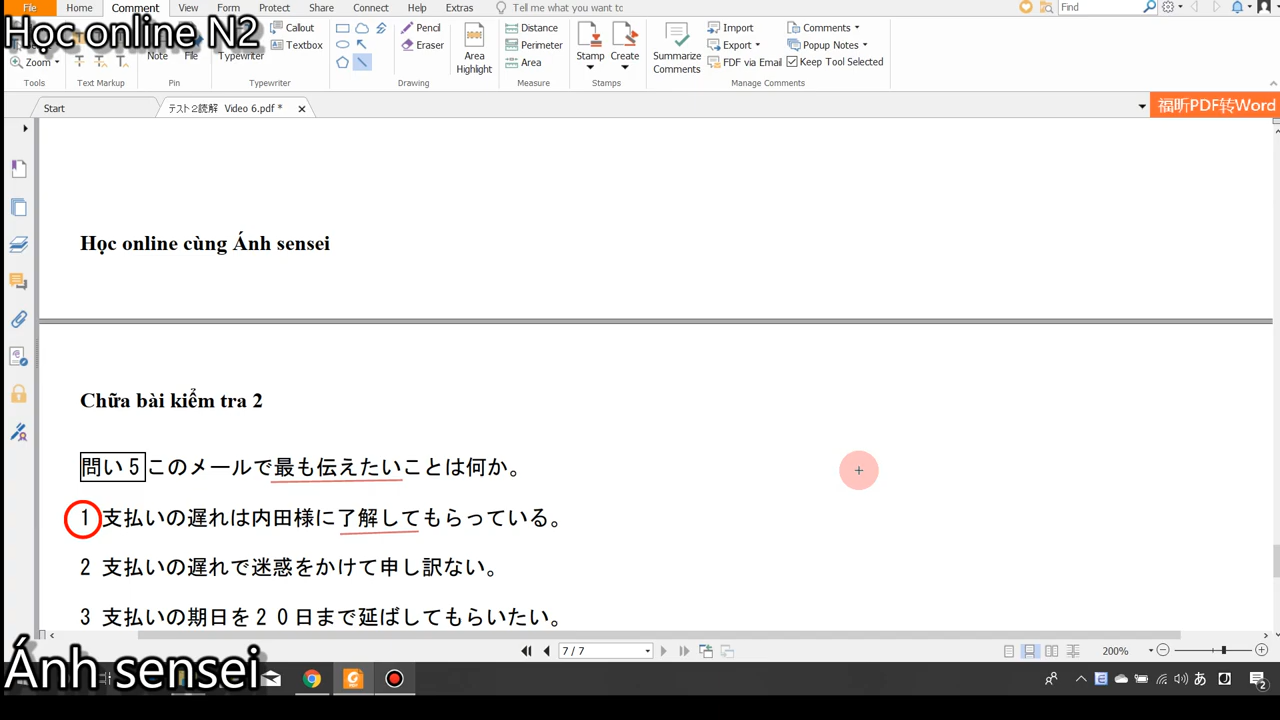 File Home Comment View Form Protect Share Connect Help Extras Tell me what you want Find
Học online N2
Callout
Textbox
Pencil
Eraser
Distance
Perimeter
Area
Import
Export
FDF via Email
Comments
Popup Notes
Keep Tool Selected
Zoom
Note
File
Typewriter
Area
Highlight
Stamp
Create
Summarize
Comments
Tools Text Markup Pin Typewriter Drawing Measure Stamps Manage Comments
Start
テスト2読解 Video 6.pdf *
福昕PDF转Word
Học online cùng Ánh sensei
Chữa bài kiểm tra 2
問い5このメールで最も伝えたいことは何か。
1 支払いの遅れは内田様に了解してもらっている。
2 支払いの遅れで迷惑をかけて申し訳ない。
3 支払いの期日を20日まで延ばしてもらいたい。
7 / 7
200%
Ánh sensei
あ
2